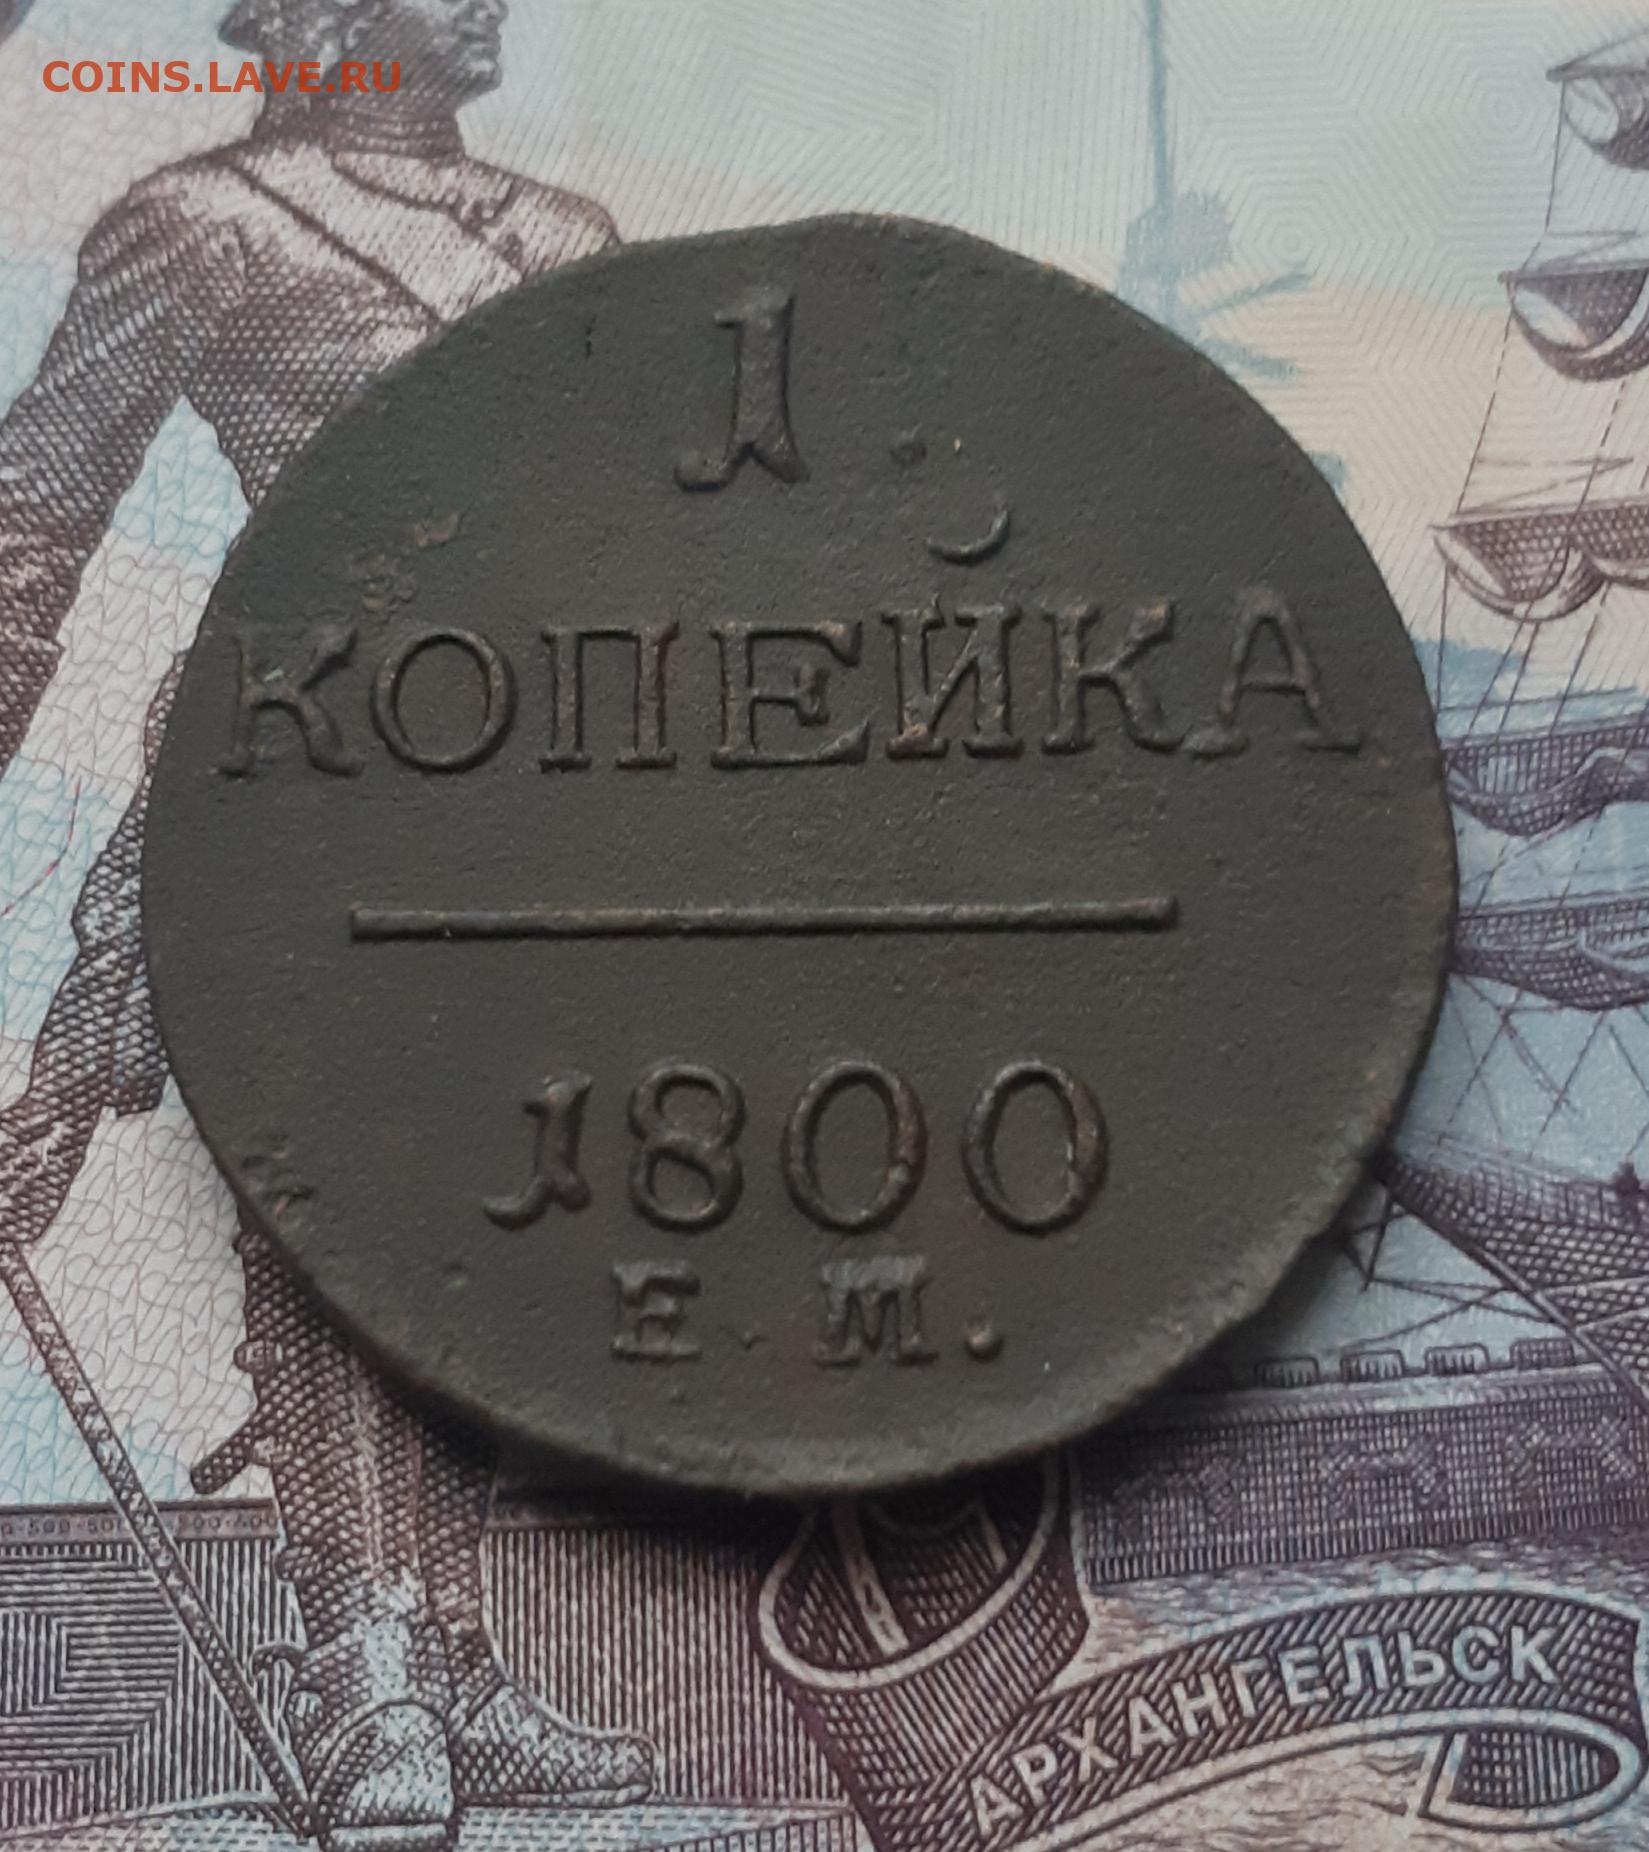 COINS.LAVE.RU
1.
КОПЕЙКА
1800
Е.М.
АРХАНГЕЛЬСК